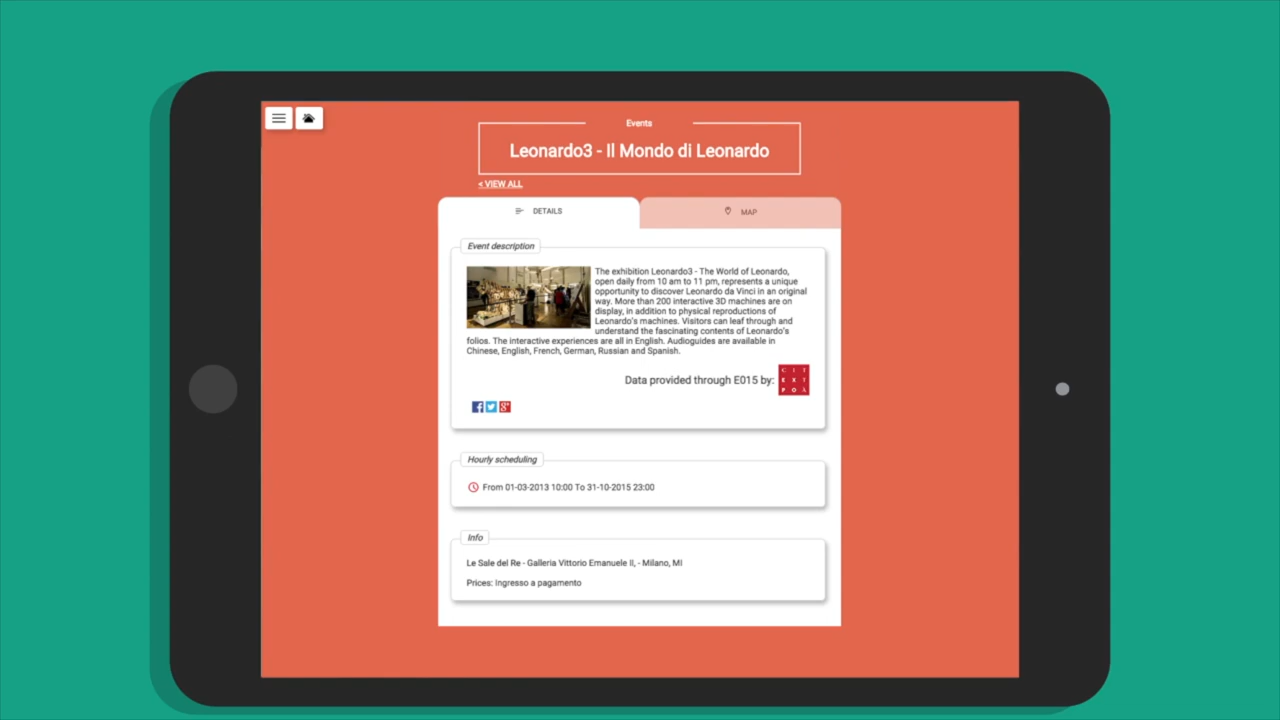 Events
Leonardo3 - Il Mondo di Leonardo
< VIEW ALL
DETAILS
MAP
Event description
The exhibition Leonardo3 - The World of Leonardo,
open daily from 10 am to 11 pm, represents a unique
opportunity to discover Leonardo da Vinci in an original
way. More than 200 interactive 3D machines are on
display, in addition to physical reproductions of
Leonardo's machines. Visitors can leaf through and
understand the fascinating contents of Leonardo's
folios. The interactive experiences are all in English. Audioguides are available in
Chinese, English, French, German, Russian and Spanish.
Data provided through E015 by:
CIT
EXT
POÀ
Hourly scheduling
From 01-03-2013 10:00 To 31-10-2015 23:00
Info
Le Sale del Re - Galleria Vittorio Emanuele II, - Milano, MI
Prices: Ingresso a pagamento